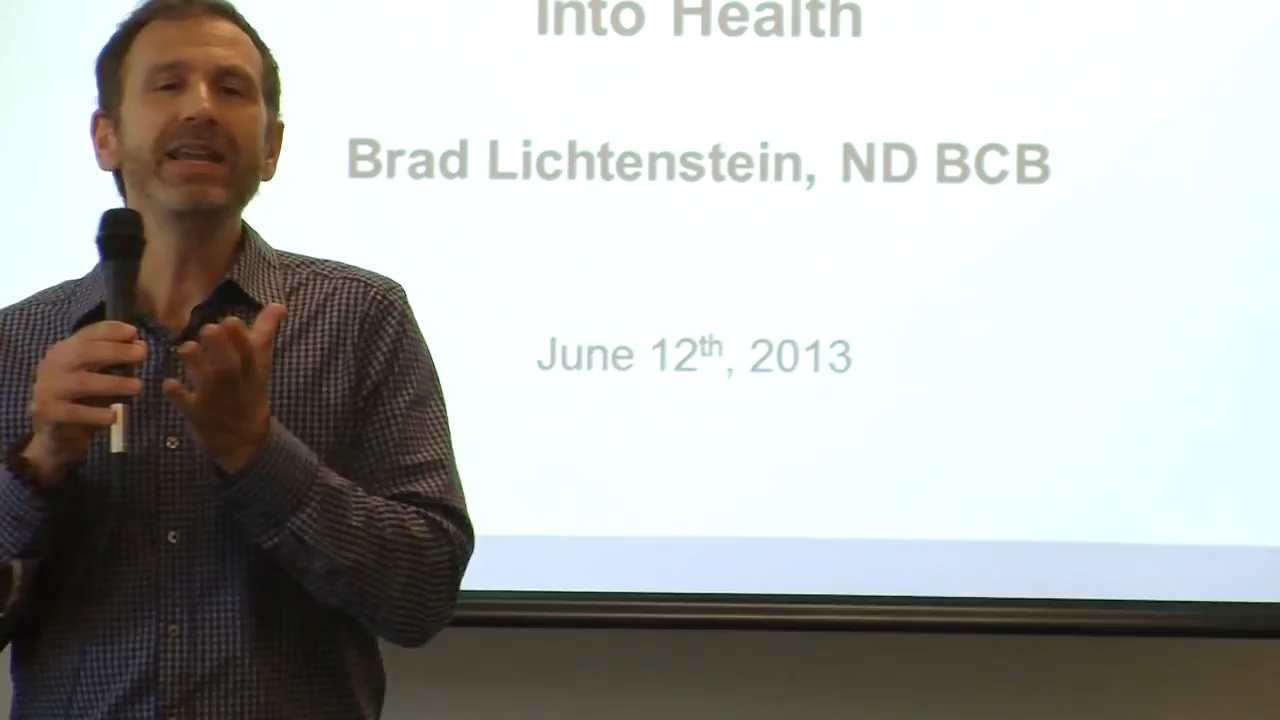 Into Health
Brad Lichtenstein, ND BCB
June 12th, 2013